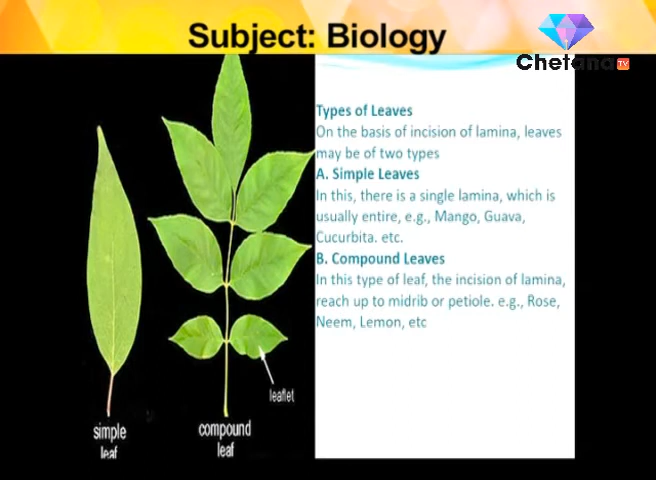 Subject: Biology
Chetana TV
Types of Leaves
On the basis of incision of lamina, leaves
may be of two types
A. Simple Leaves
In this, there is a single lamina, which is
usually entire, e.g., Mango, Guava,
Cucurbita. etc.
B. Compound Leaves
In this type of leaf, the incision of lamina,
reach up to midrib or petiole. e.g., Rose,
Neem, Lemon, etc
leaflet
simple
leaf
compound
leaf